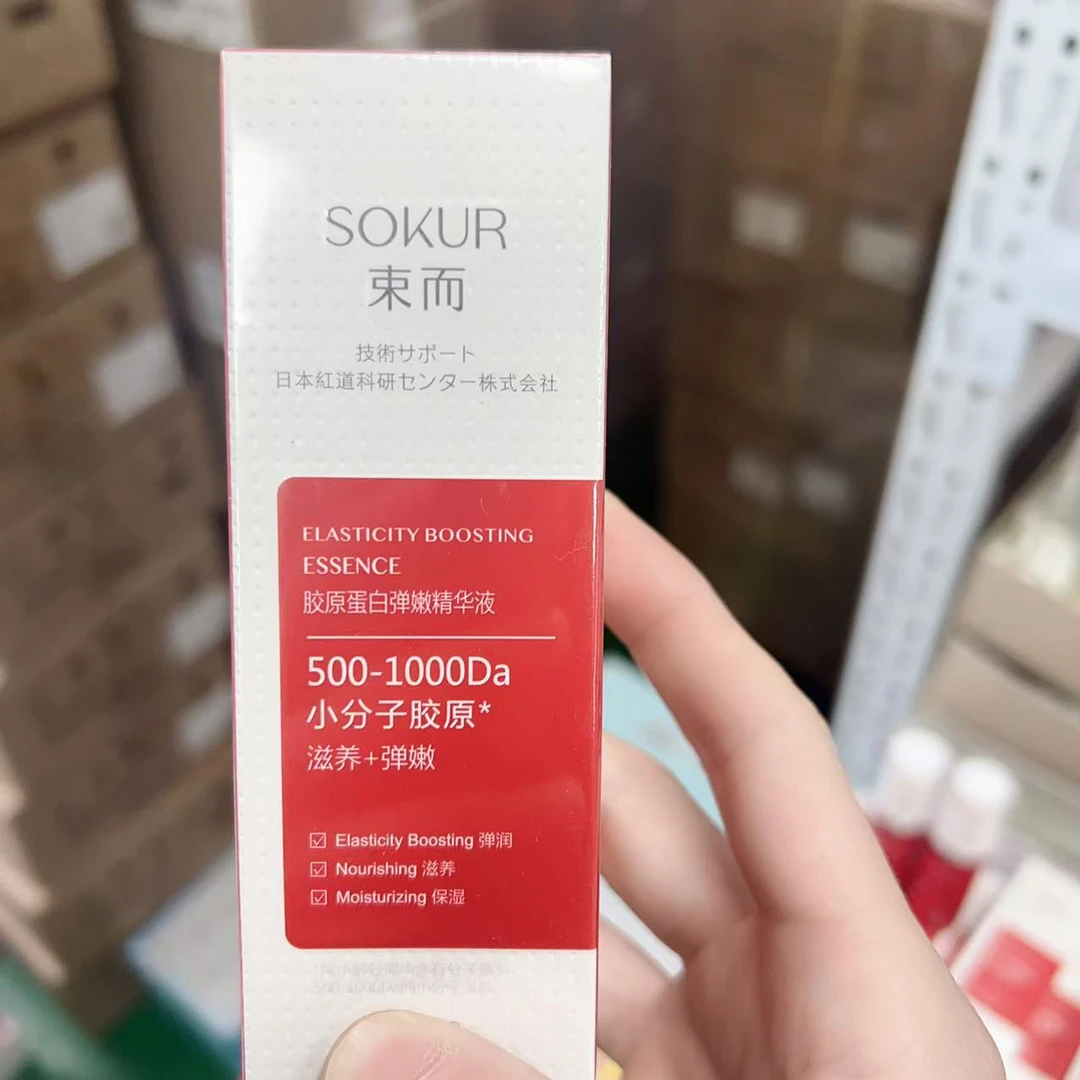 SOKUR
束而
技術サポート
日本紅道科研センター株式会社
ELASTICITY BOOSTING
ESSENCE
胶原蛋白弹嫩精华液
500-1000Da
小分子胶原*
滋养+弹嫩
☑ Elasticity Boosting 弹润
☑ Nourishing 滋养
☑ Moisturizing 保湿